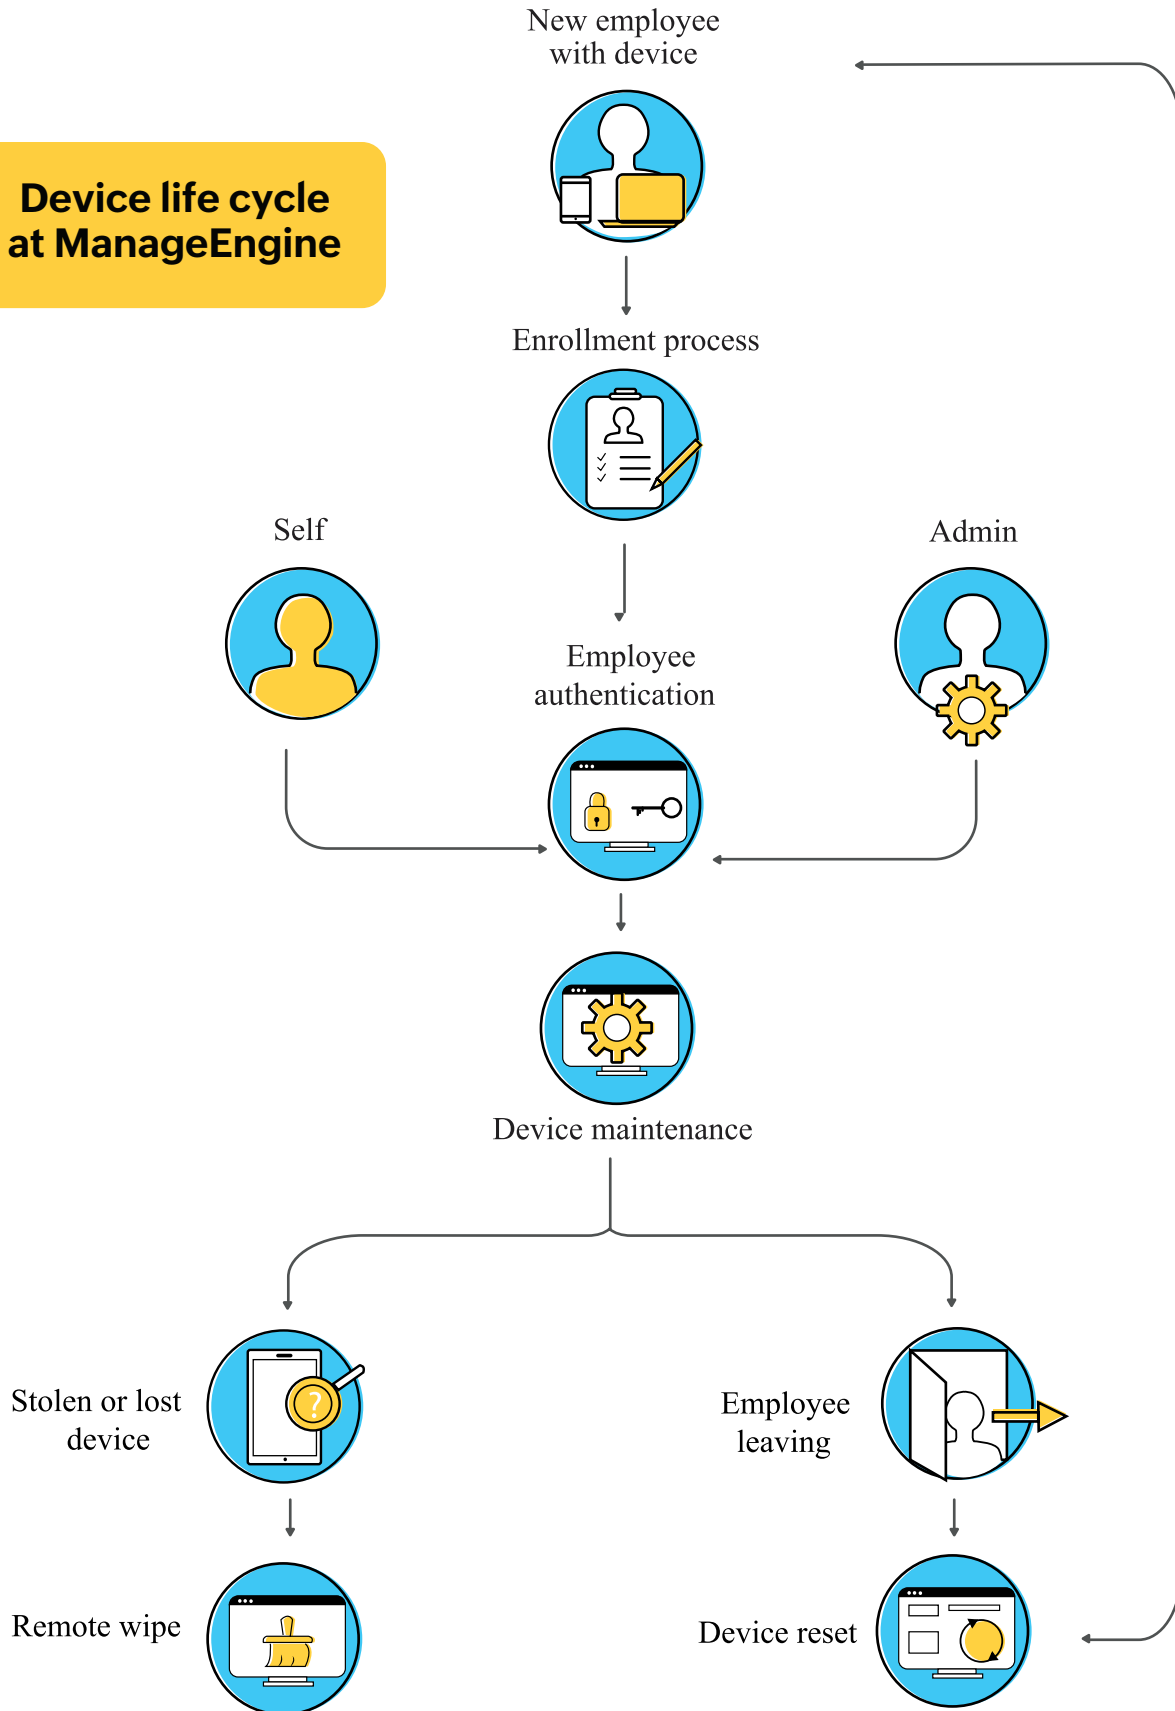 New employee
with device
Device life cycle
at ManageEngine
Enrollment process
Self
Admin
Employee
authentication
Device maintenance
Stolen or lost
device
Employee
leaving
Remote wipe
Device reset
?